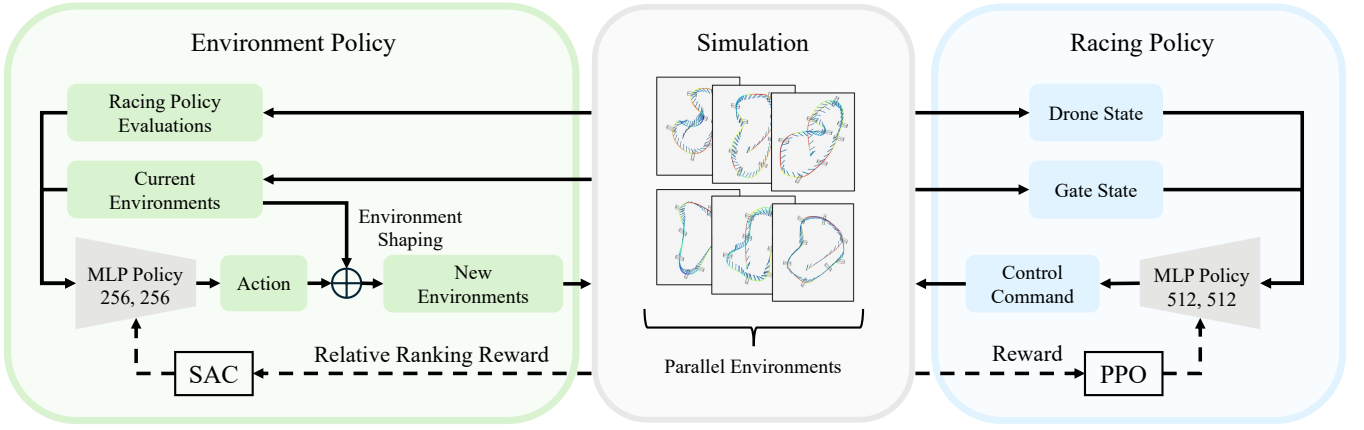 Environment Policy
Racing Policy
Evaluations
Current
Environments
Environment
Shaping
MLP Policy
256, 256
Action
New
Environments
SAC
Relative Ranking Reward
Simulation
Parallel Environments
Racing Policy
Drone State
Gate State
Control
Command
MLP Policy
512, 512
Reward
PPO